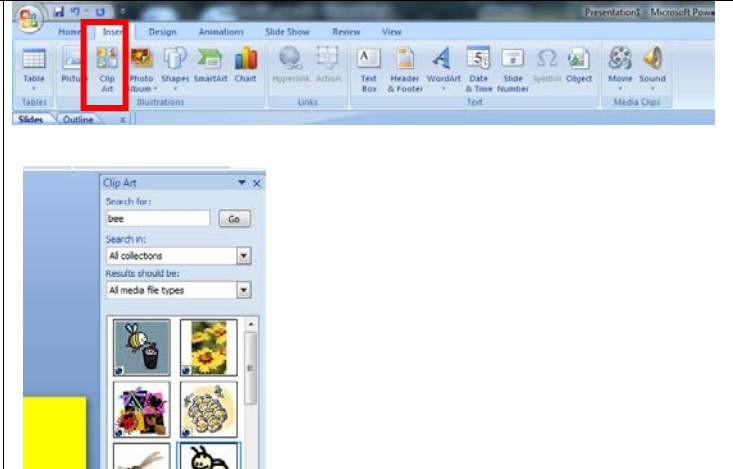 Presentation1 - Microsoft Powe
Home Insert Design Animations Slide Show Review View
Table Picture Clip Art Photo Album Shapes SmartArt Chart Hyperlink Action Text Box Header & Footer WordArt Date & Time Slide Number Symbol Object Movie Sound
Tables Illustrations Links Text Media Clips
Slides Outline x
Clip Art
Search for:
bee Go
Search in:
All collections
Results should be:
All media file types